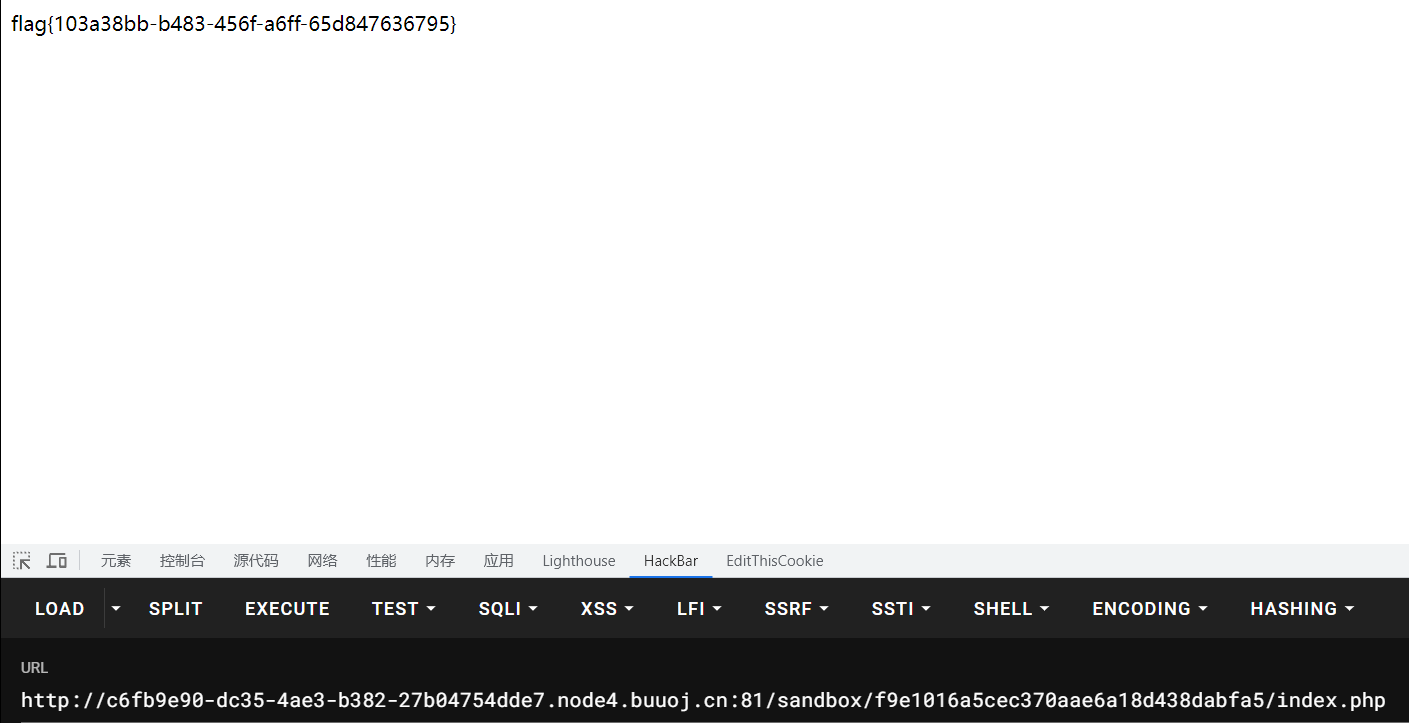 flag{103a38bb-b483-456f-a6ff-65d847636795}
元素 控制台 源代码 网络 性能 内存 应用 Lighthouse HackBar EditThisCookie
LOAD SPLIT EXECUTE TEST SQLI XSS LFI SSRF SSTI SHELL ENCODING HASHING
URL
http://c6fb9e90-dc35-4ae3-b382-27b04754dde7.node4.buuoj.cn:81/sandbox/f9e1016a5cec370aae6a18d438dabfa5/index.php